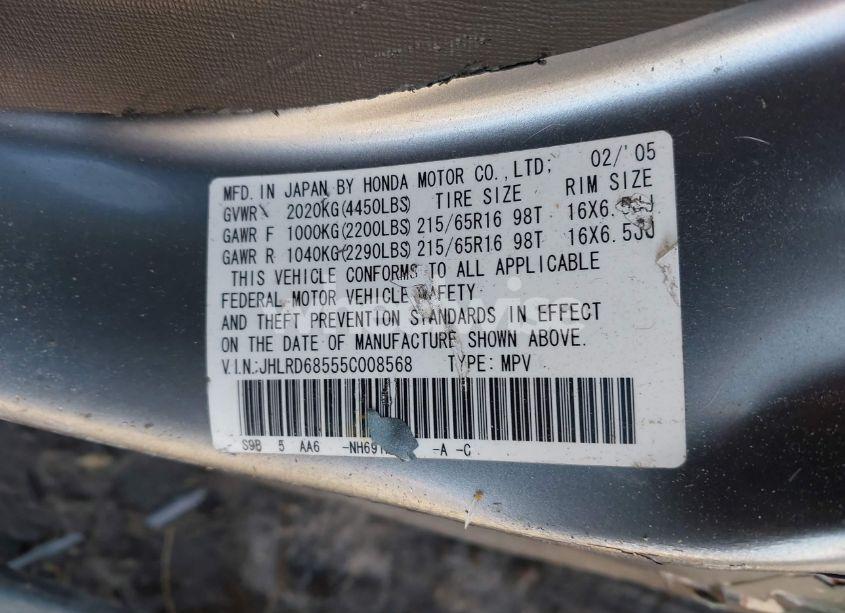 MFD. IN JAPAN BY HONDA MOTOR CO., LTD; 02/'05
GVWR 2020KG(4450LBS) TIRE SIZE RIM SIZE
GAWR F 1000KG(2200LBS) 215/65R16 98T
GAWR R 1040KG(2290LBS) 215/65R16 98T 16X6.5JJ
THIS VEHICLE CONFORMS TO ALL APPLICABLE
FEDERAL MOTOR VEHICLE SAFETY
AND THEFT PREVENTION STANDARDS IN EFFECT
ON THE DATE OF MANUFACTURE SHOWN ABOVE.
V.I.N.:JHLRD68555C008568 TYPE: MPV
S9B 5 AA6 -A -C